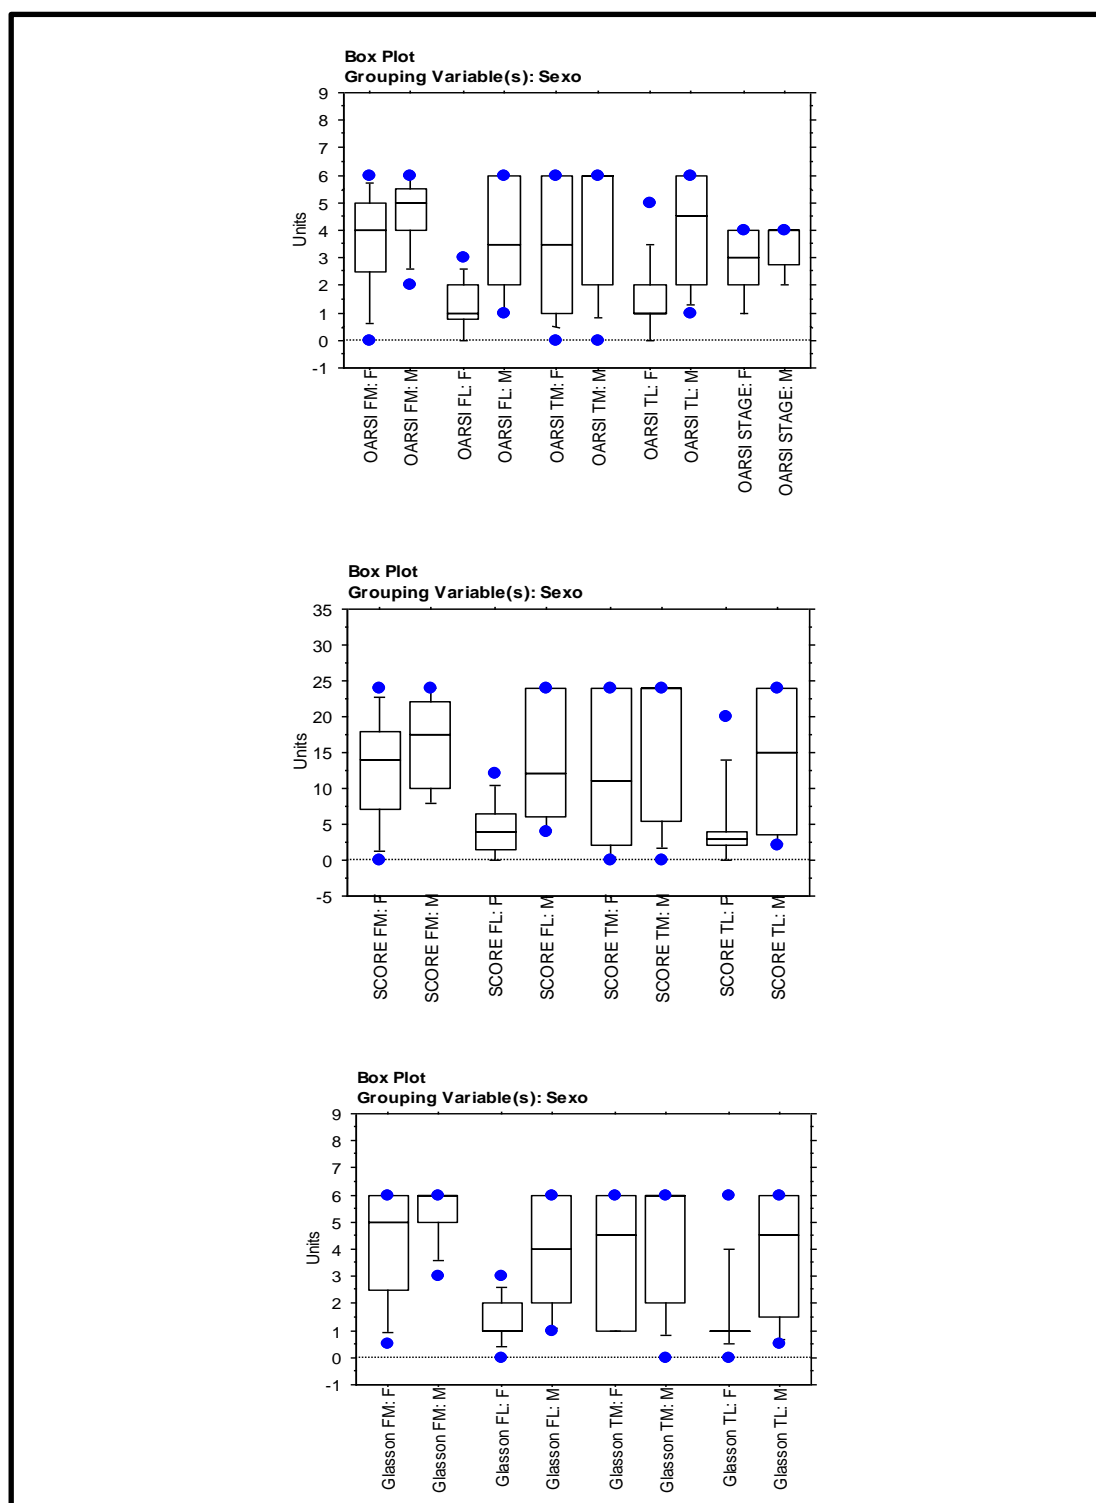 Box Plot
Grouping Variable(s): Sexo
9
8
7
6
5
4
3
2
1
0
-1
Units
OARSI FM: F
OARSI FM: M
OARSI FL: F
OARSI FL: M
OARSI TM: F
OARSI TM: M
OARSI TL: F
OARSI TL: M
OARSI STAGE: F
OARSI STAGE: M
Box Plot
Grouping Variable(s): Sexo
35
30
25
20
15
10
5
0
-5
Units
SCORE FM: F
SCORE FM: M
SCORE FL: F
SCORE FL: M
SCORE TM: F
SCORE TM: M
SCORE TL: F
SCORE TL: M
Box Plot
Grouping Variable(s): Sexo
9
8
7
6
5
4
3
2
1
0
-1
Units
Glasson FM: F
Glasson FM: M
Glasson FL: F
Glasson FL: M
Glasson TM: F
Glasson TM: M
Glasson TL: F
Glasson TL: M